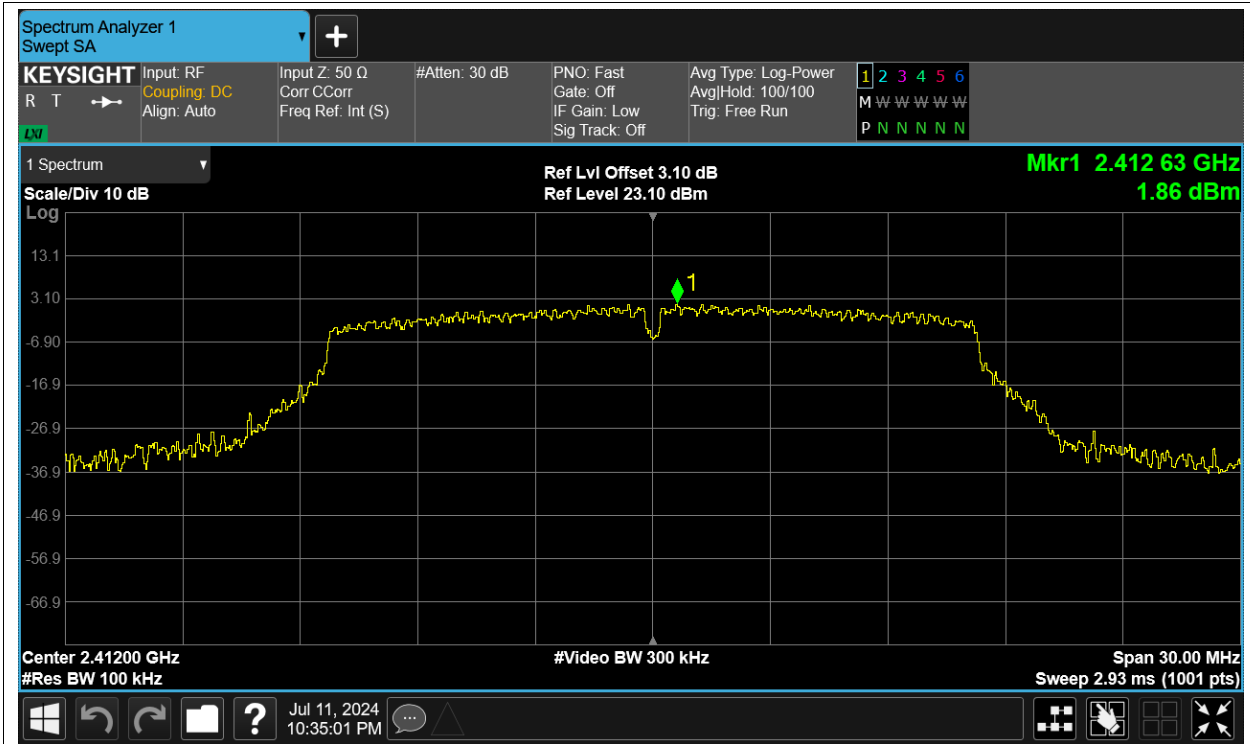 Spectrum Analyzer 1
Swept SA
KEYSIGHT
R T
LXI
Input: RF
Coupling: DC
Align: Auto
Input Z: 50 Ω
Corr CCorr
Freq Ref: Int (S)
#Atten: 30 dB
PNO: Fast
Gate: Off
IF Gain: Low
Sig Track: Off
Avg Type: Log-Power
Avg|Hold: 100/100
Trig: Free Run
1 2 3 4 5 6
M W W W W W
P N N N N N
1 Spectrum
Scale/Div 10 dB
Log
Ref Lvl Offset 3.10 dB
Ref Level 23.10 dBm
Mkr1 2.412 63 GHz
1.86 dBm
1
13.1
3.10
-6.90
-16.9
-26.9
-36.9
-46.9
-56.9
-66.9
Center 2.41200 GHz
#Res BW 100 kHz
#Video BW 300 kHz
Span 30.00 MHz
Sweep 2.93 ms (1001 pts)
?
Jul 11, 2024
10:35:01 PM